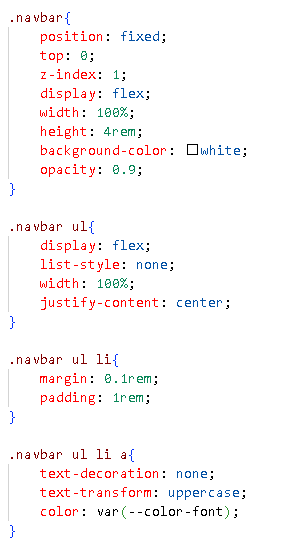 .navbar{
    position: fixed;
    top: 0;
    z-index: 1;
    display: flex;
    width: 100%;
    height: 4rem;
    background-color: white;
    opacity: 0.9;
}

.navbar ul{
    display: flex;
    list-style: none;
    width: 100%;
    justify-content: center;
}

.navbar ul li{
    margin: 0.1rem;
    padding: 1rem;
}

.navbar ul li a{
    text-decoration: none;
    text-transform: uppercase;
    color: var(--color-font);
}